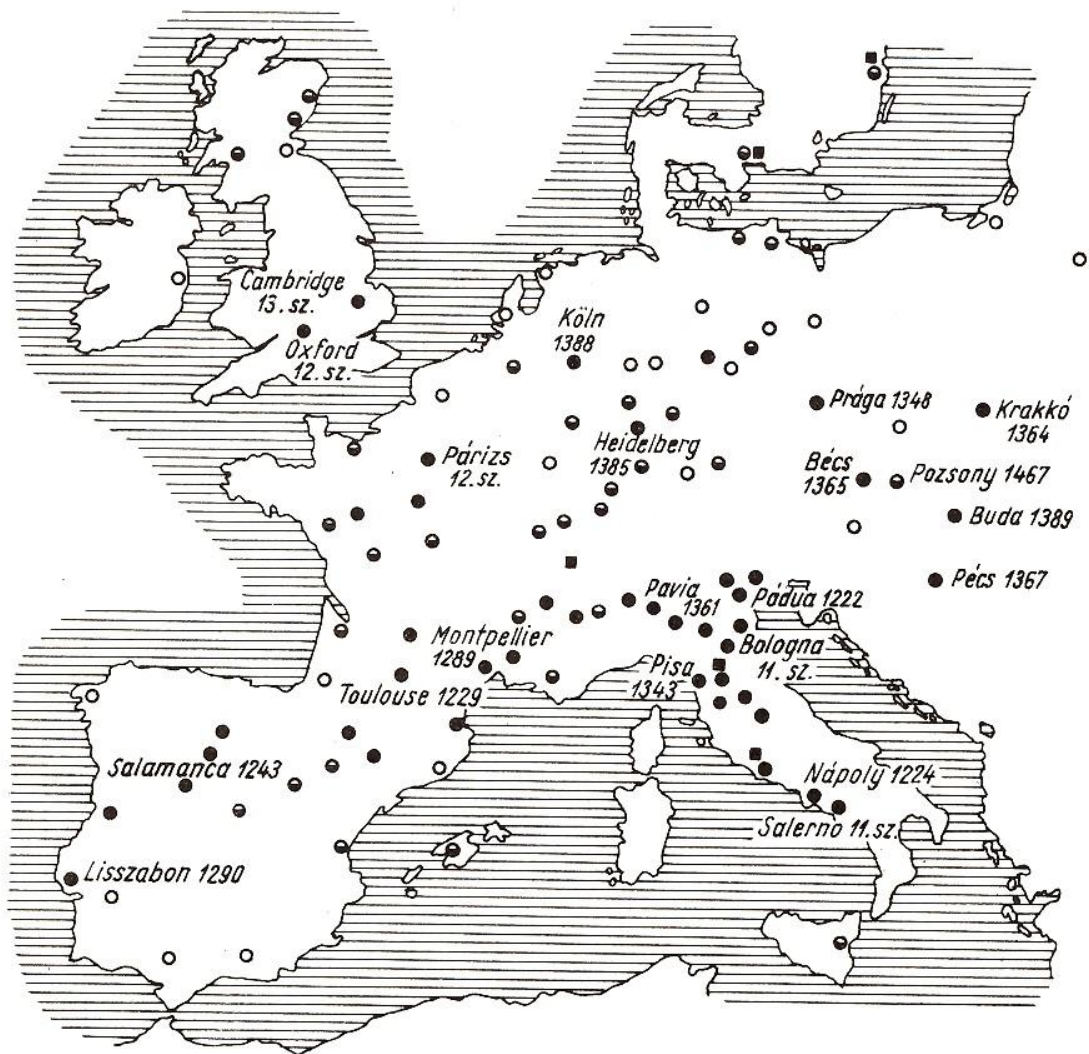 Cambridge
13. sz.
Oxford
12. sz.
Köln
1388
Prága 1348
Krakkó
1364
Heidelberg
1385
Párizs
12. sz.
Bécs
1365
Pozsony 1467
Buda 1389
Pécs 1367
Pavia
1361
Pádua 1222
Montpellier
1289
Bologna
11. sz.
Pisa
1343
Toulouse 1229
Salamanca 1243
Nápoly 1224
Salerno 11. sz.
Lisszabon 1290